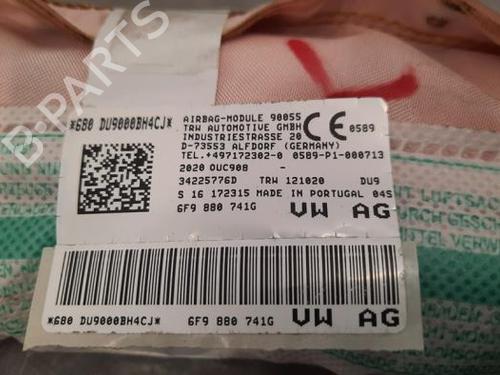 *6B0 DU9000BH4CJ*
AIRBAG-MODULE 90055
TRW AUTOMOTIVE GMBH
INDUSTRIESTRASSE 20
D-73553 ALFDORF (GERMANY)
CE 0589
TEL.+497172302-0 0589-P1-000713
2020 OUC908
34225776D TRW 121020 DU9
S 16 172315 MADE IN PORTUGAL 04S
6F9 880 741G VW AG
*6B0 DU9000BH4CJ* 6F9 880 741G VW AG
B-PARTS